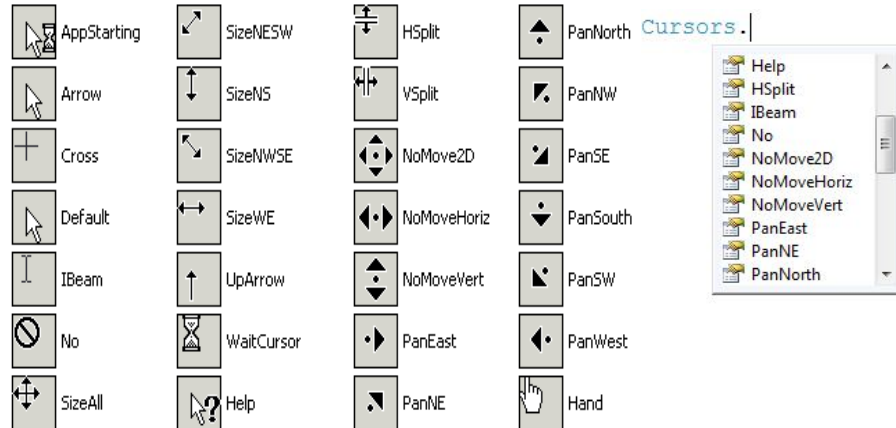 AppStarting
Arrow
Cross
Default
IBeam
No
SizeAll
SizeNESW
SizeNS
SizeNWSE
SizeWE
UpArrow
WaitCursor
Help
HSplit
VSplit
NoMove2D
NoMoveHoriz
NoMoveVert
PanEast
PanNE
PanNorth
PanNW
PanSE
PanSouth
PanSW
PanWest
Hand
Cursors.
Help
HSplit
IBeam
No
NoMove2D
NoMoveHoriz
NoMoveVert
PanEast
PanNE
PanNorth